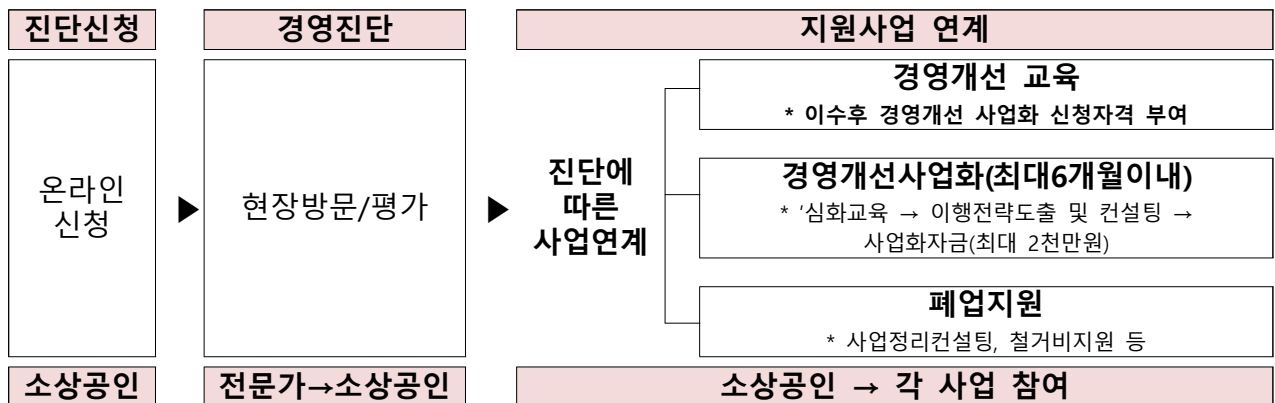 진단신청
경영진단
지원사업 연계
온라인
신청
▶
현장방문/평가
▶
진단에
따른
사업연계
경영개선 교육
* 이수후 경영개선 사업화 신청자격 부여
경영개선사업화(최대6개월이내)
* '심화교육 → 이행전략도출 및 컨설팅 →
사업화자금(최대 2천만원)
폐업지원
* 사업정리컨설팅, 철거비지원 등
소상공인
전문가→소상공인
소상공인 → 각 사업 참여